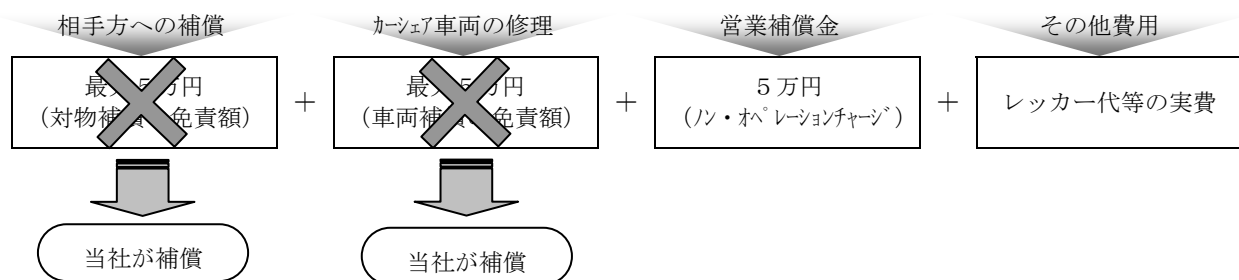 相手方への補償
ｶｰｼｪｱ車両の修理
営業補償金
その他費用
最 5万円
（対物補 免責額）
＋
最 5万円
（車両補 免責額）
＋
５万円
（ﾉﾝ・ｵﾍﾟﾚｰｼｮﾝﾁｬｰｼﾞ）
＋
レッカー代等の実費
当社が補償
当社が補償